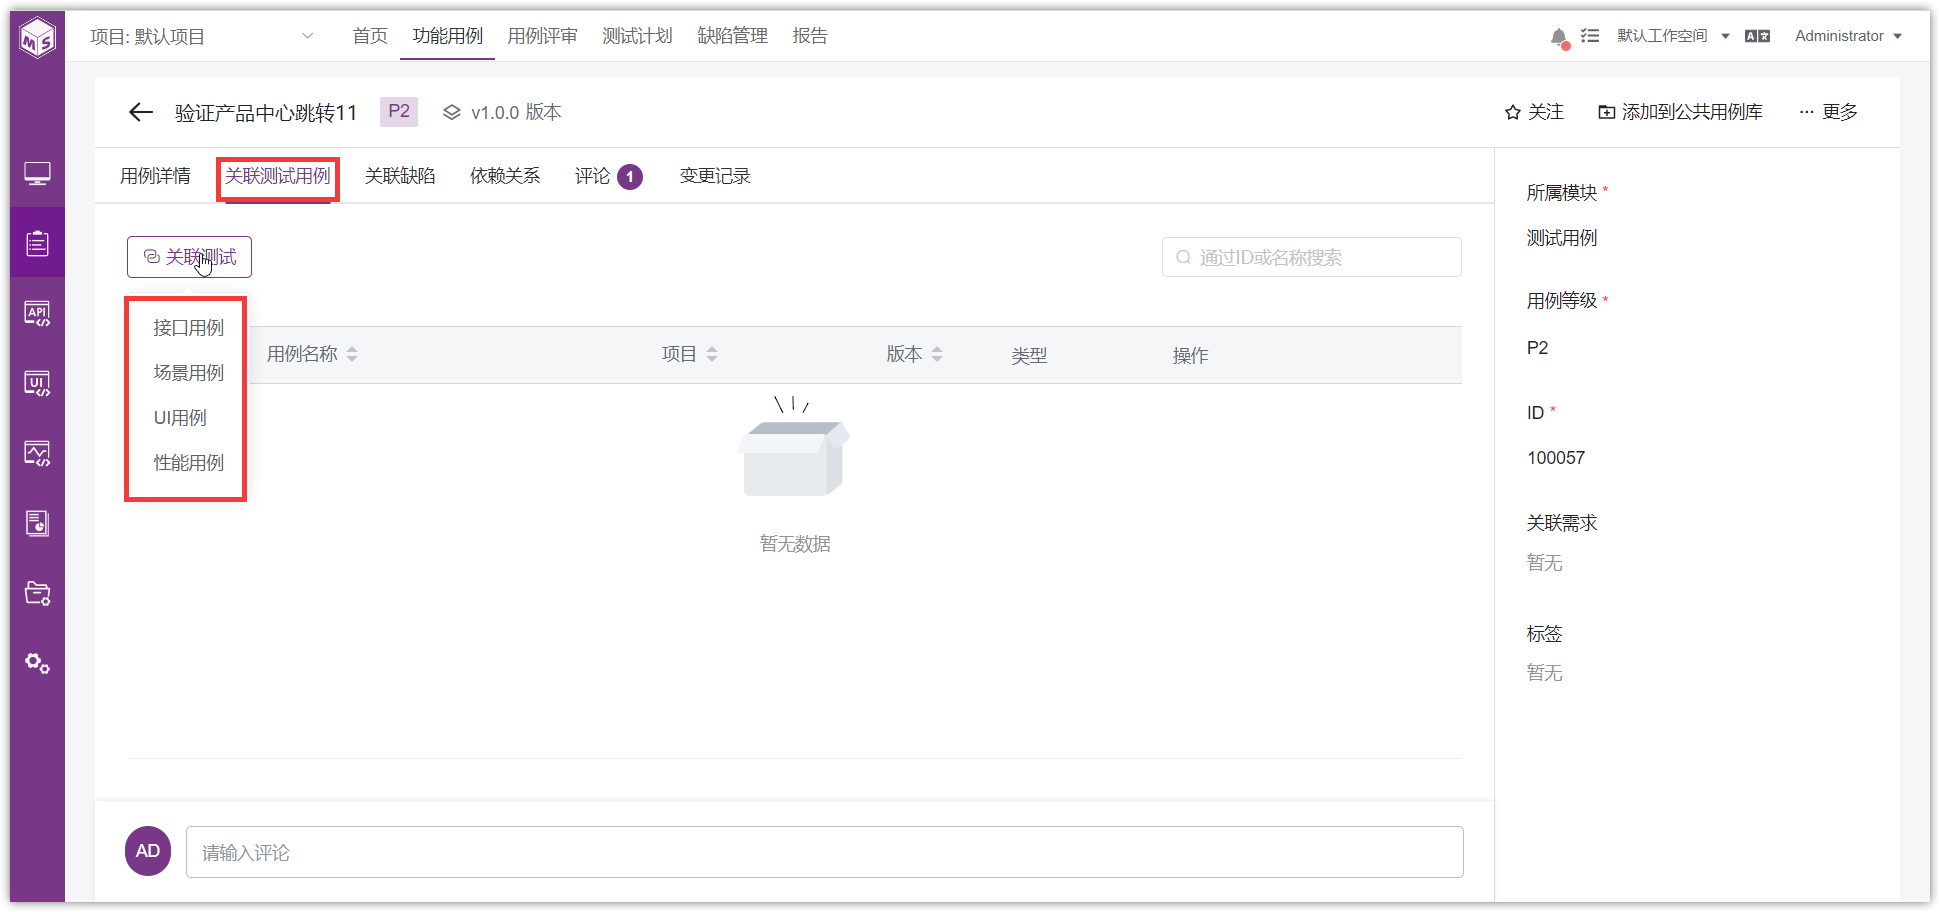 MS
项目: 默认项目
首页
功能用例
用例评审
测试计划
缺陷管理
报告
默认工作空间
Administrator
验证产品中心跳转11
P2
v1.0.0 版本
关注
添加到公共用例库
更多
用例详情
关联测试用例
关联缺陷
依赖关系
评论 1
变更记录
关联测试
通过ID或名称搜索
接口用例
场景用例
UI用例
性能用例
用例名称
项目
版本
类型
操作
暂无数据
所属模块 *
测试用例
用例等级 *
P2
ID *
100057
关联需求
暂无
标签
暂无
API
UI
AD
请输入评论